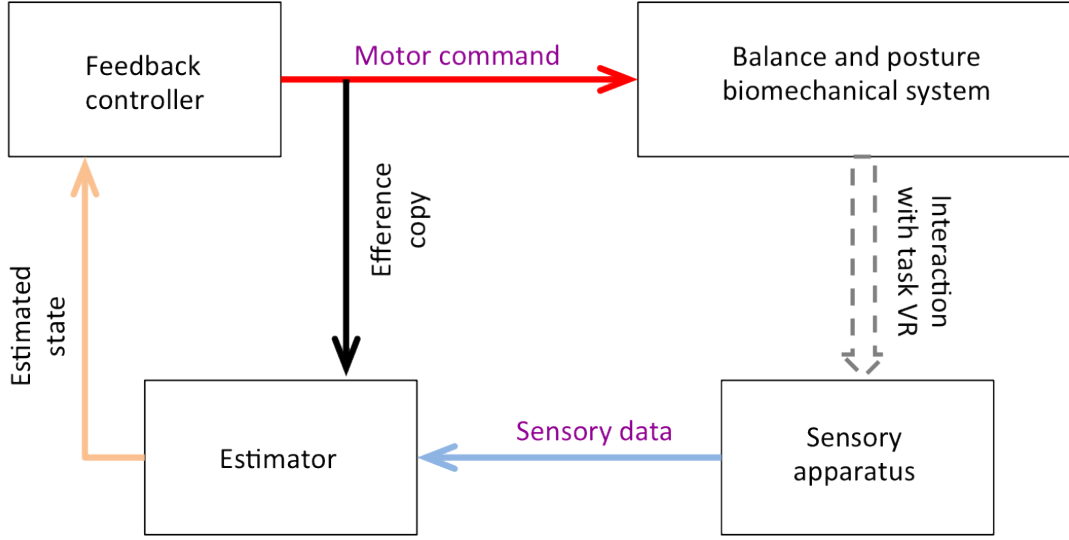 Feedback
controller
Motor command
Balance and posture
biomechanical system
Efference
copy
Interaction
with task VR
Estimated
state
Estimator
Sensory data
Sensory
apparatus